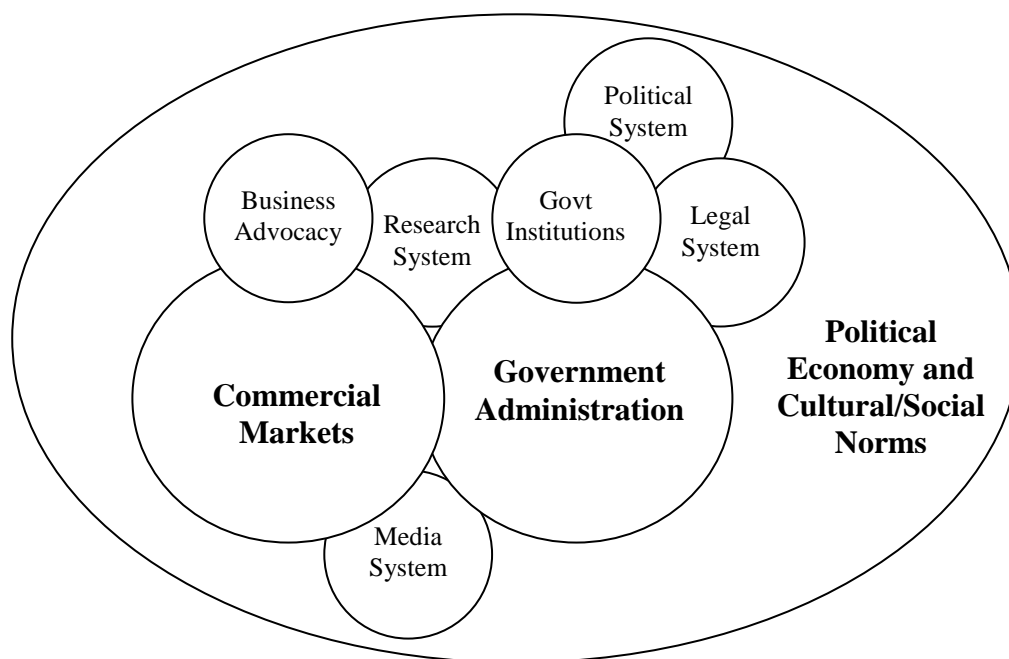 Political
System
Business
Advocacy
Research
System
Govt
Institutions
Legal
System
Commercial
Markets
Government
Administration
Political
Economy and
Cultural/Social
Norms
Media
System